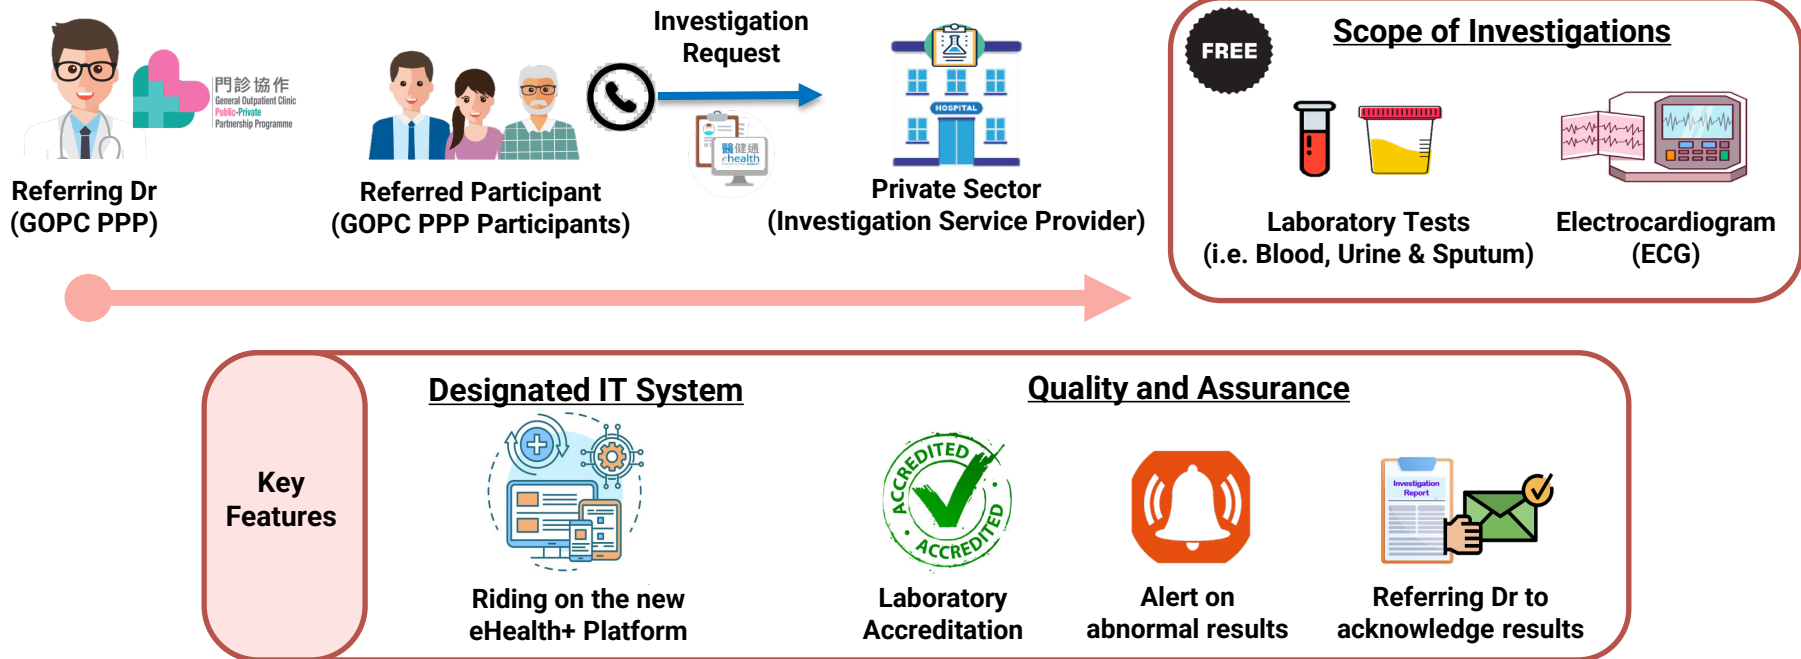 門診協作
General Outpatient Clinic
Public-Private
Partnership Programme
Referring Dr
(GOPC PPP)
Referred Participant
(GOPC PPP Participants)
Investigation
Request
醫健通
ehealth
HOSPITAL
Private Sector
(Investigation Service Provider)
FREE
Scope of Investigations
Laboratory Tests
(i.e. Blood, Urine & Sputum)
Electrocardiogram
(ECG)
Key
Features
Designated IT System
Riding on the new
eHealth+ Platform
Quality and Assurance
ACCREDITED
ACCREDITED
Laboratory
Accreditation
Alert on
abnormal results
Investigation
Report
Referring Dr to
acknowledge results